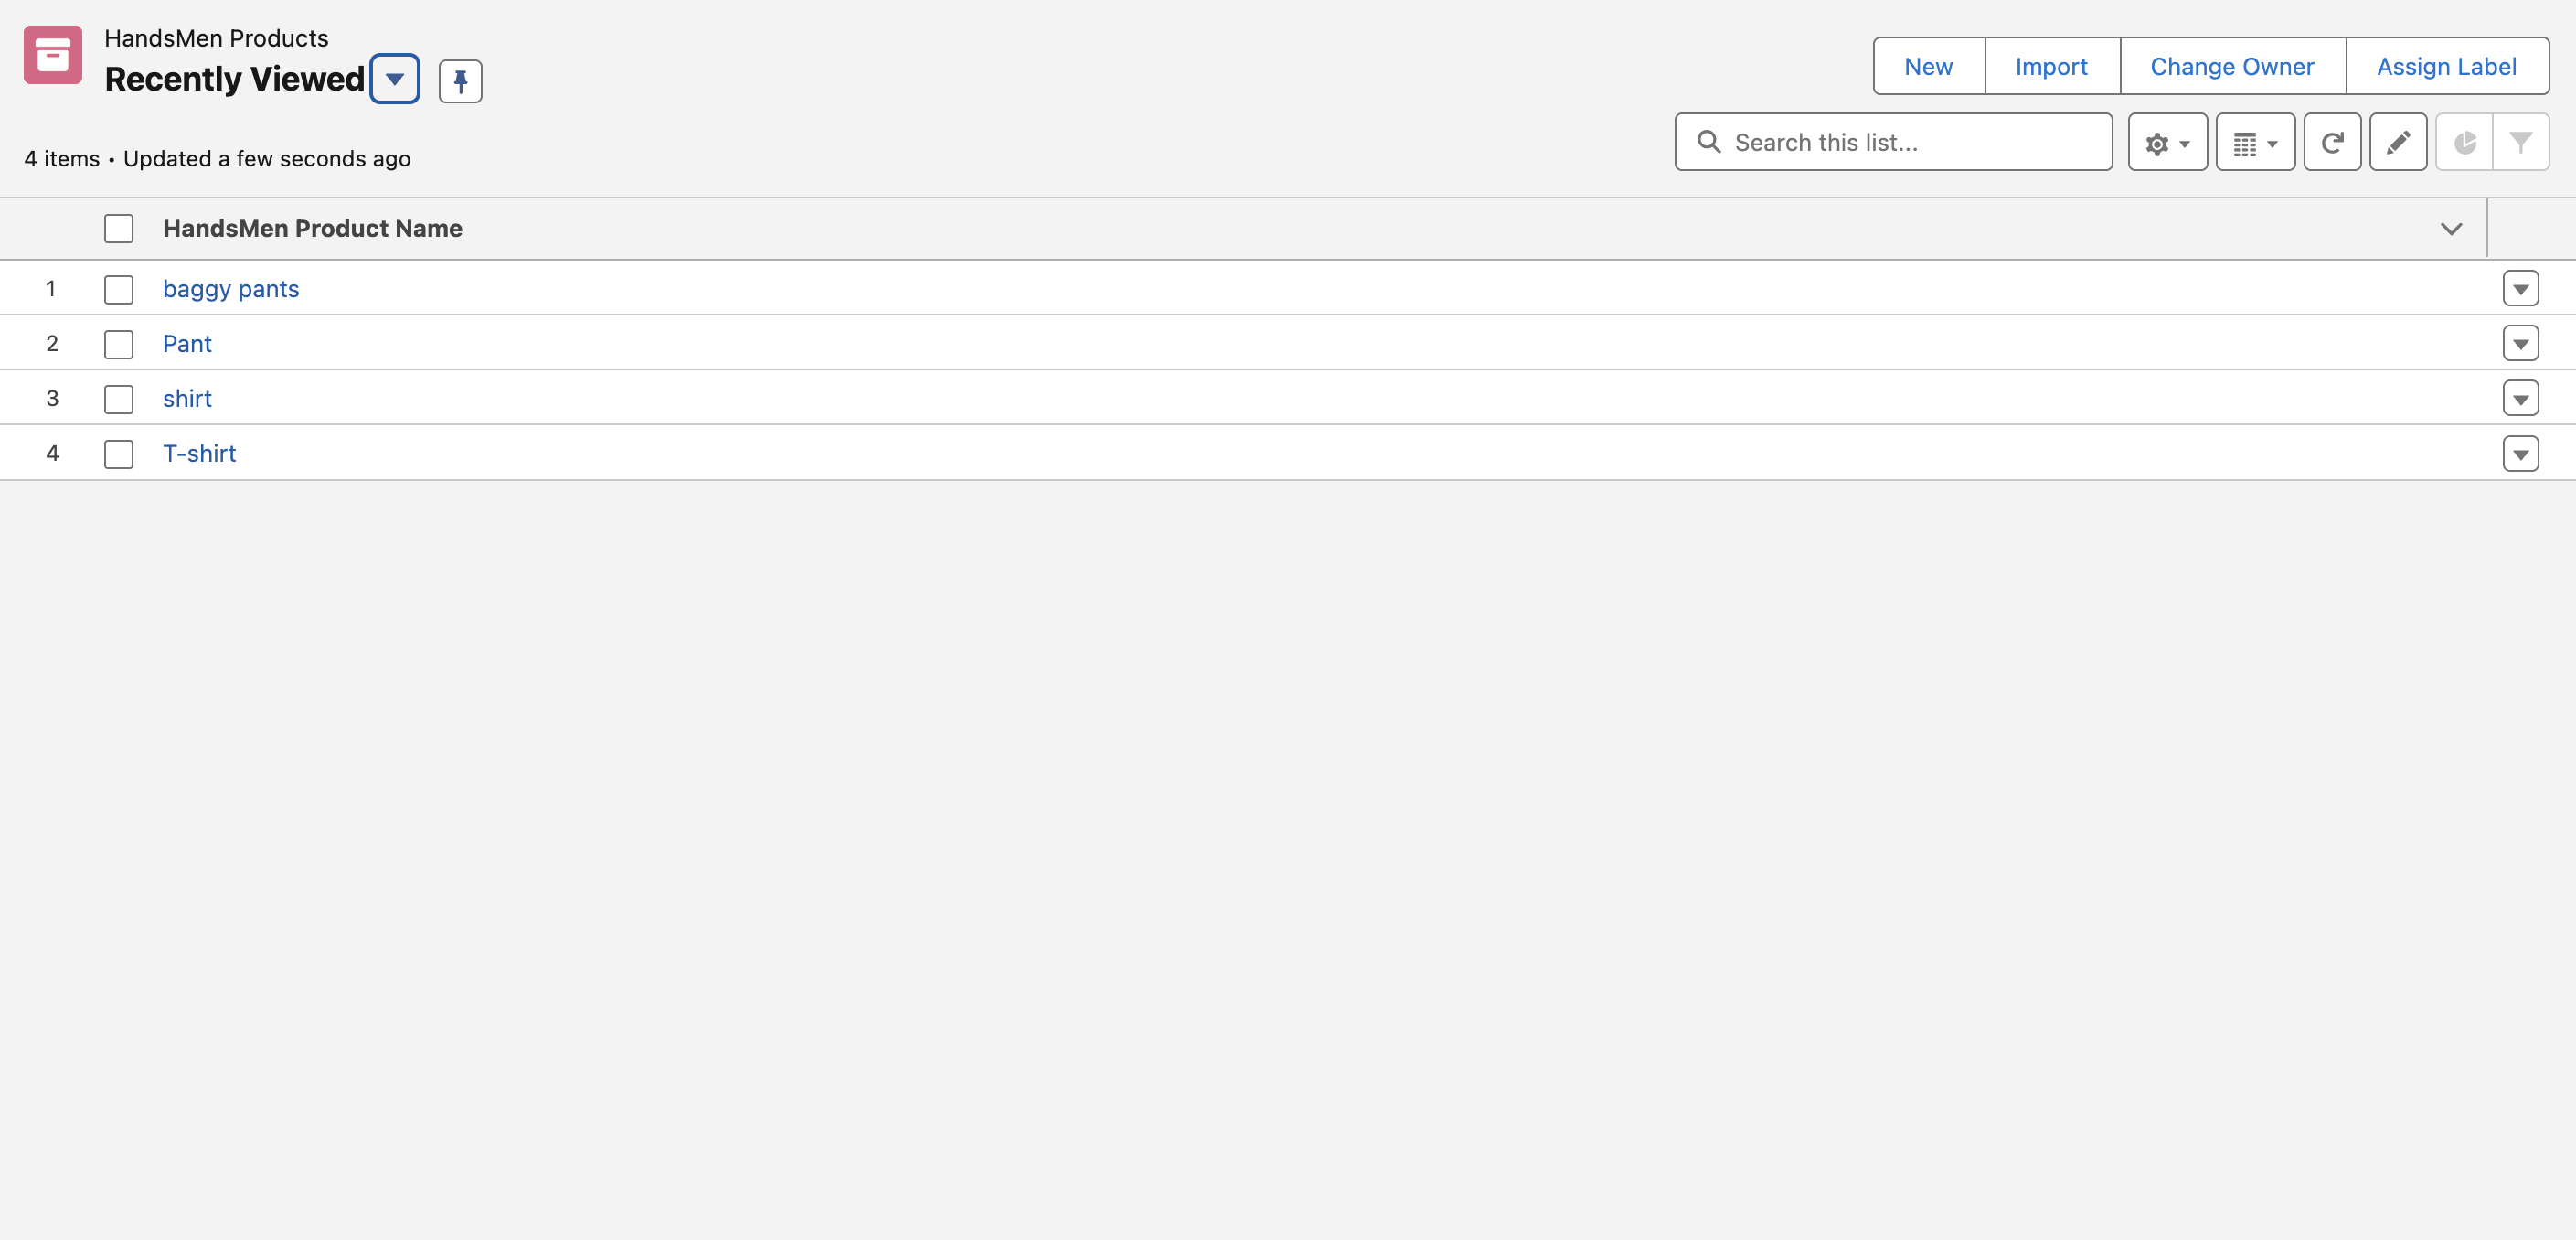 HandsMen Products
Recently Viewed
New Import Change Owner Assign Label
4 items • Updated a few seconds ago
Search this list...
HandsMen Product Name
1 baggy pants
2 Pant
3 shirt
4 T-shirt